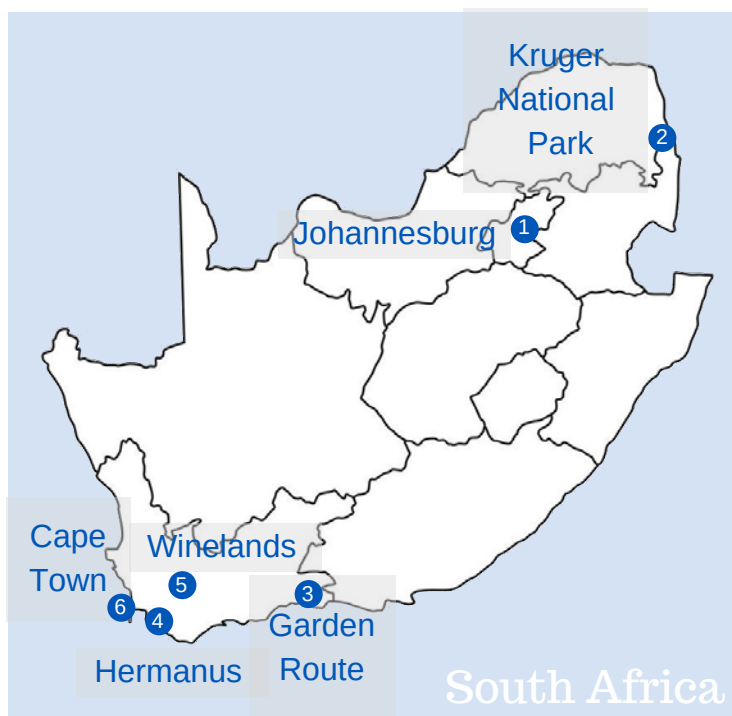 Kruger
National
Park
2
Johannesburg
1
Cape
Town
Winelands
5
3
6
4
Garden
Route
Hermanus
South Africa